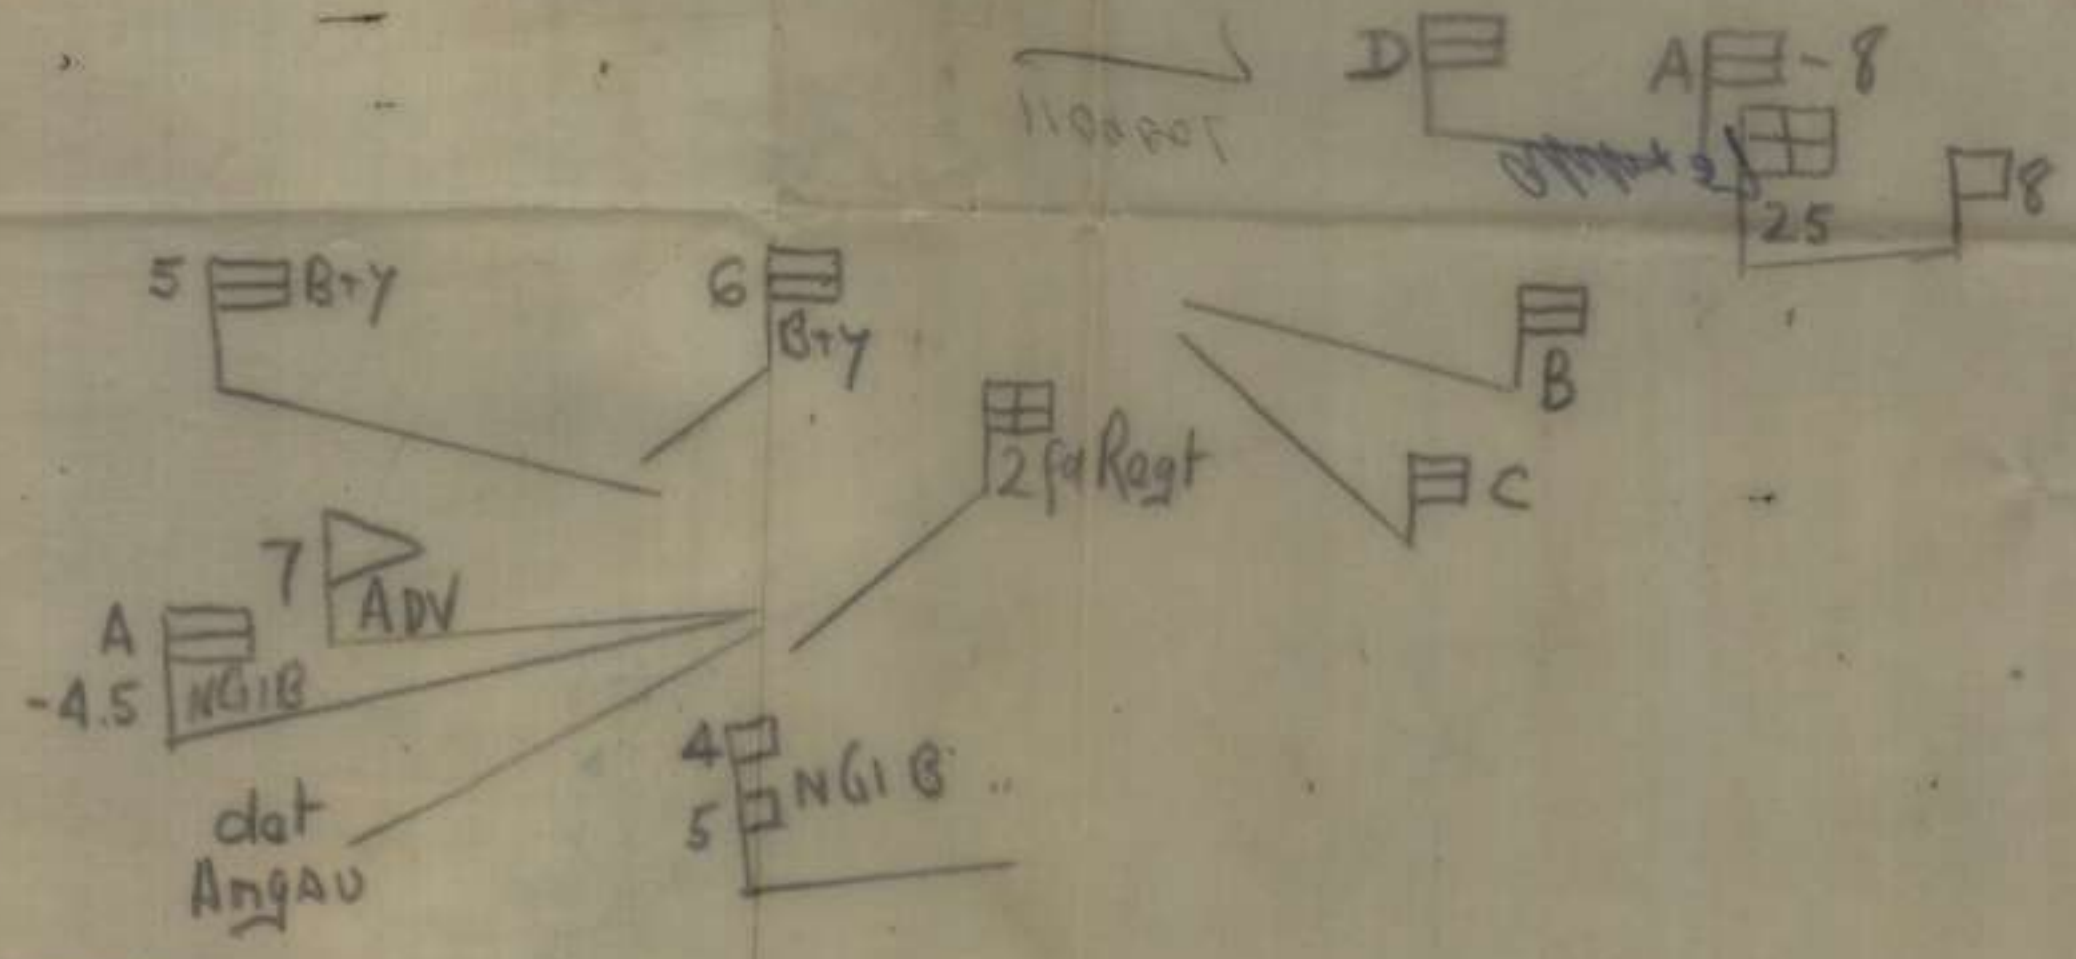 D
A - 8
25
8
5 Bty
6
Bty
B
2 fd Regt
C
7
ADV
A
-4.5 NGIB
4
NGIB
5
det
Angau